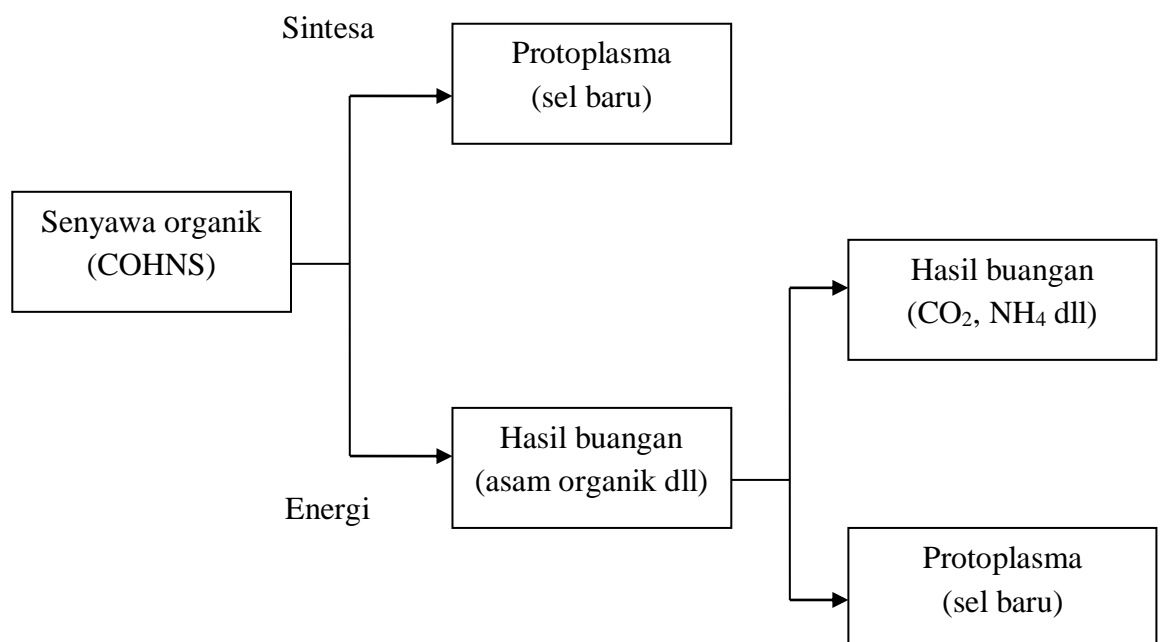 Sintesa
Protoplasma
(sel baru)
Senyawa organik
(COHNS)
Hasil buangan
(CO₂, NH₄ dll)
Hasil buangan
(asam organik dll)
Energi
Protoplasma
(sel baru)